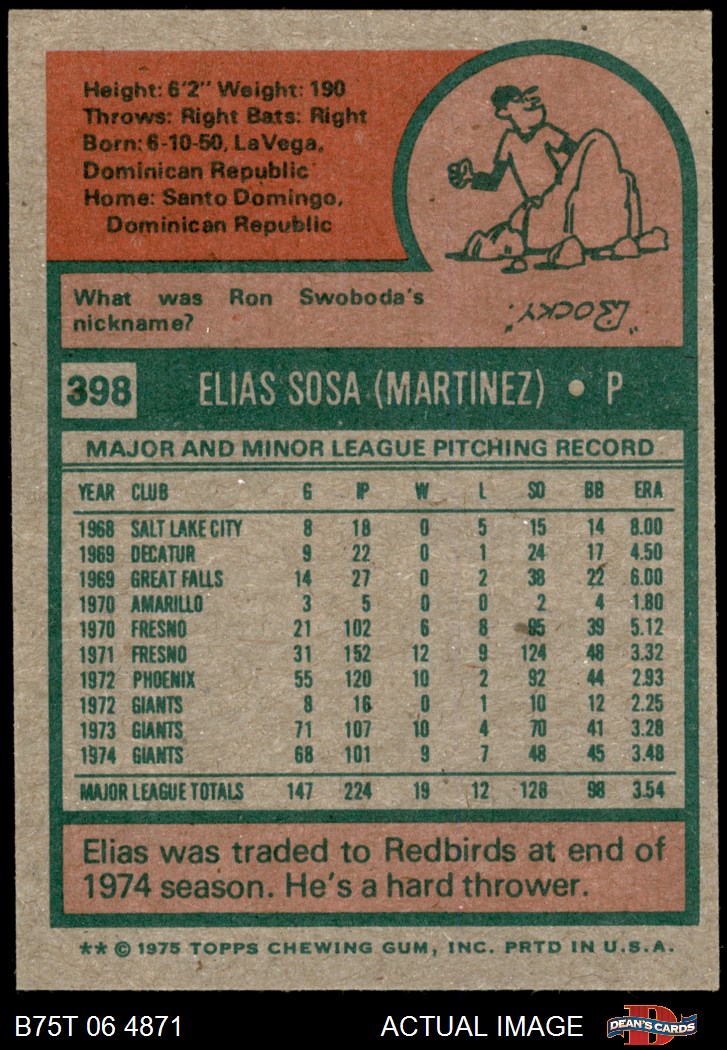 Height: 6'2" Weight: 190
Throws: Right Bats: Right
Born: 6-10-50, LaVega,
Dominican Republic
Home: Santo Domingo,
Dominican Republic
What was Ron Swoboda's
nickname?
"Rocky."
398 ELIAS SOSA (MARTINEZ) • P
MAJOR AND MINOR LEAGUE PITCHING RECORD
YEAR CLUB G IP W L SO BB ERA
1968 SALT LAKE CITY 8 18 0 5 15 14 8.00
1969 DECATUR 9 22 0 1 24 17 4.50
1969 GREAT FALLS 14 27 0 2 38 22 6.00
1970 AMARILLO 3 5 0 0 2 4 1.80
1970 FRESNO 21 102 6 8 95 39 5.12
1971 FRESNO 31 152 12 9 124 48 3.32
1972 PHOENIX 55 120 10 2 92 44 2.93
1972 GIANTS 8 16 0 1 10 12 2.25
1973 GIANTS 71 107 10 4 70 41 3.28
1974 GIANTS 68 101 9 7 48 45 3.48
MAJOR LEAGUE TOTALS 147 224 19 12 128 98 3.54
Elias was traded to Redbirds at end of
1974 season. He's a hard thrower.
** © 1975 TOPPS CHEWING GUM, INC. PRTD IN U.S.A.
B75T 06 4871 ACTUAL IMAGE D DEAN'S CARDS